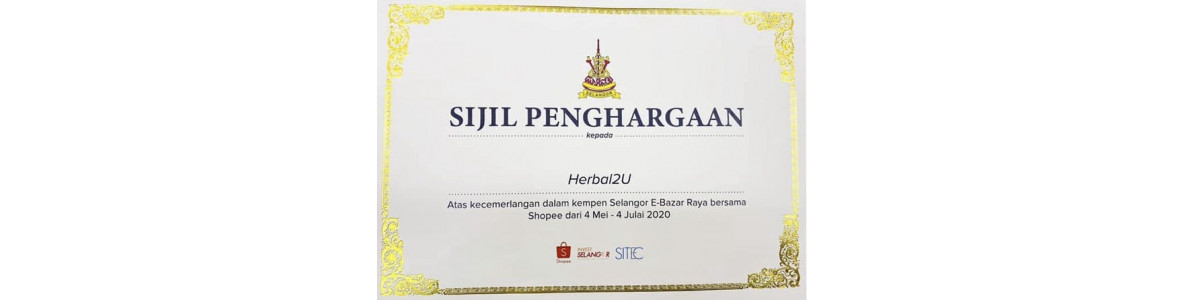 SELANGOR
SIJIL PENGHARGAAN
kepada
Herbal2U
Atas kecemerlangan dalam kempen Selangor E-Bazar Raya bersama
Shopee dari 4 Mei - 4 Julai 2020
S
Shopee
INVEST
SELANGOR
SITEC